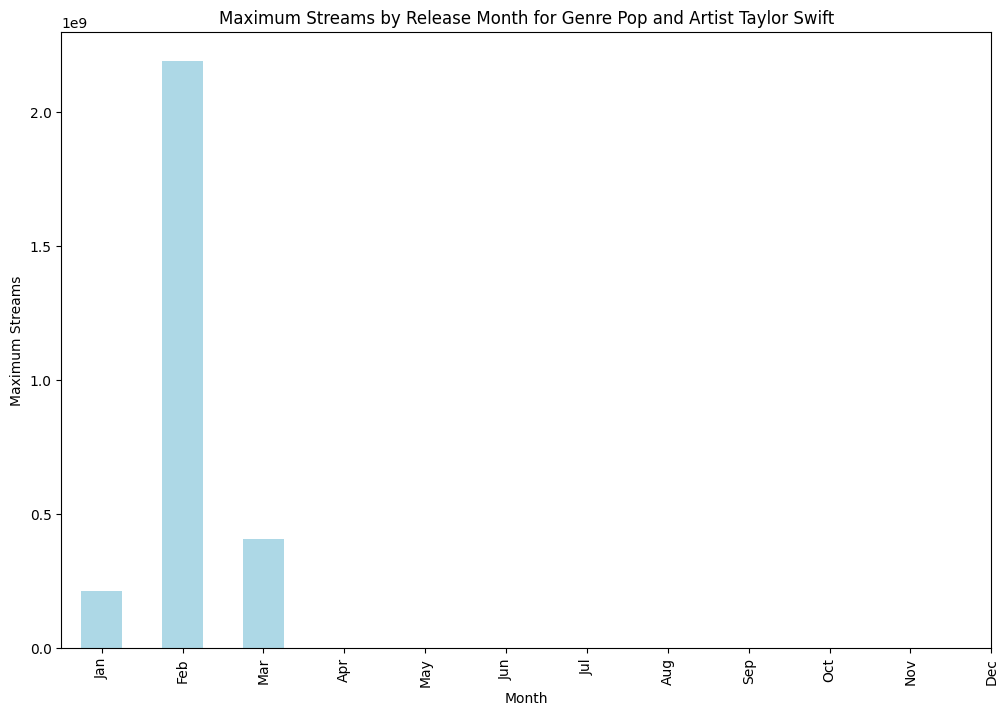 Maximum Streams by Release Month for Genre Pop and Artist Taylor Swift
1e9
2.0
1.5
1.0
0.5
0.0
Maximum Streams
Jan
Feb
Mar
Apr
May
Jun
Jul
Aug
Sep
Oct
Nov
Dec
Month